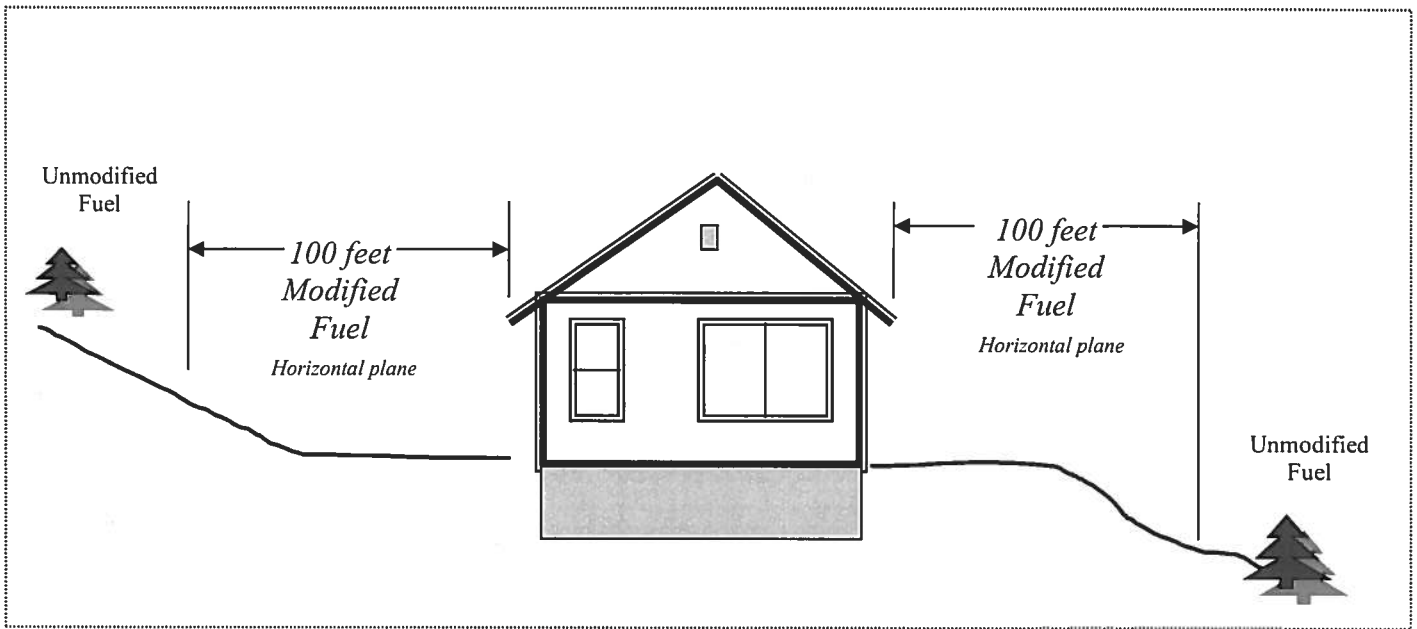 Unmodified
Fuel
100 feet
Modified
Fuel
Horizontal plane
100 feet
Modified
Fuel
Horizontal plane
Unmodified
Fuel